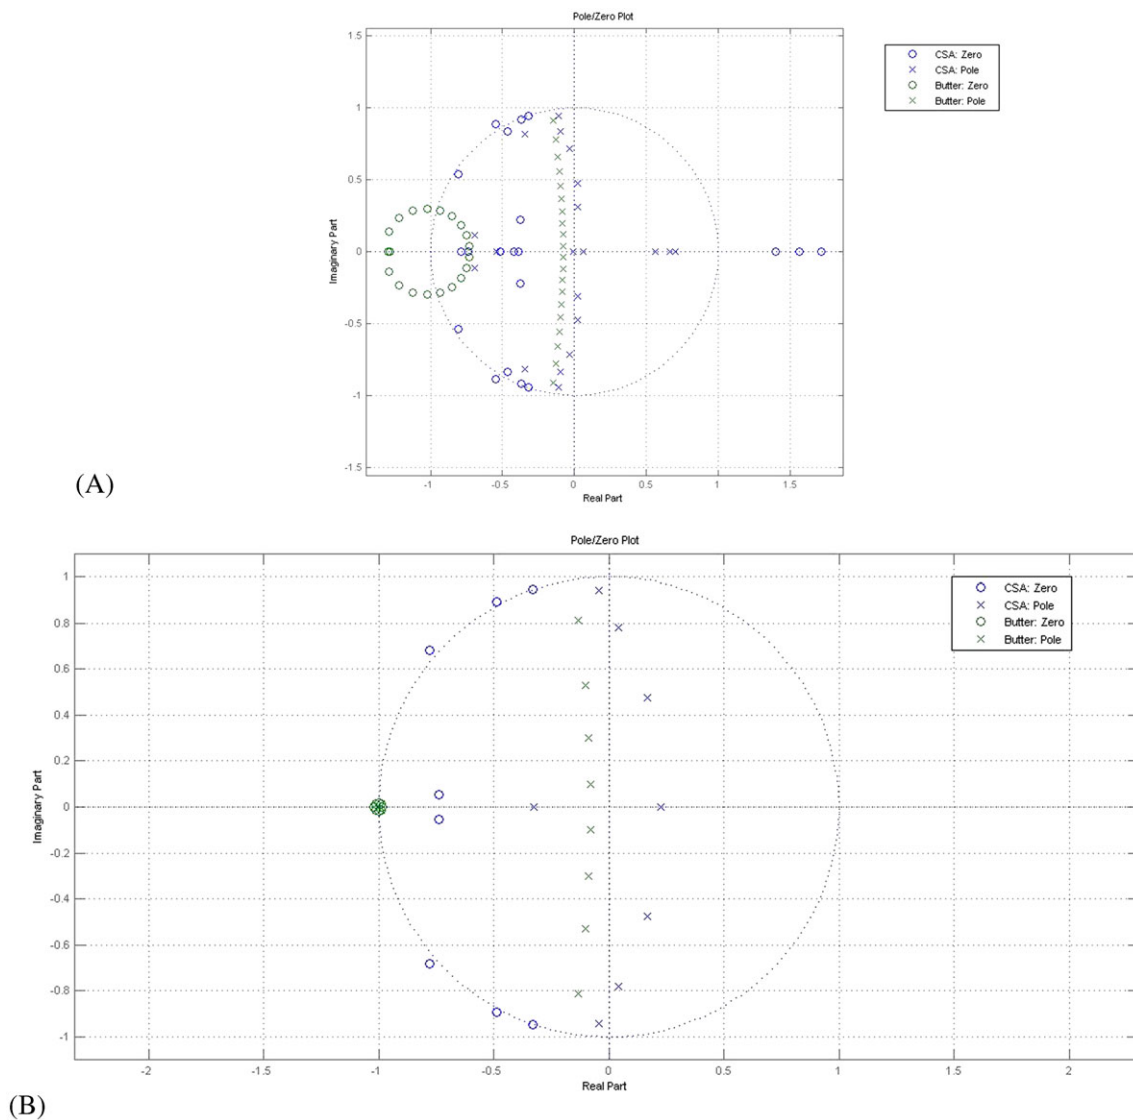 Pole/Zero Plot
1.5
1
0.5
0
-0.5
-1
-1.5
Imaginary Part
-1
-0.5
0
0.5
1
1.5
Real Part
CSA: Zero
CSA: Pole
Butter: Zero
Butter: Pole
(A)
Pole/Zero Plot
1
0.8
0.6
0.4
0.2
0
-0.2
-0.4
-0.6
-0.8
-1
Imaginary Part
-2
-1.5
-1
-0.5
0
0.5
1
1.5
2
Real Part
CSA: Zero
CSA: Pole
Butter: Zero
Butter: Pole
(B)